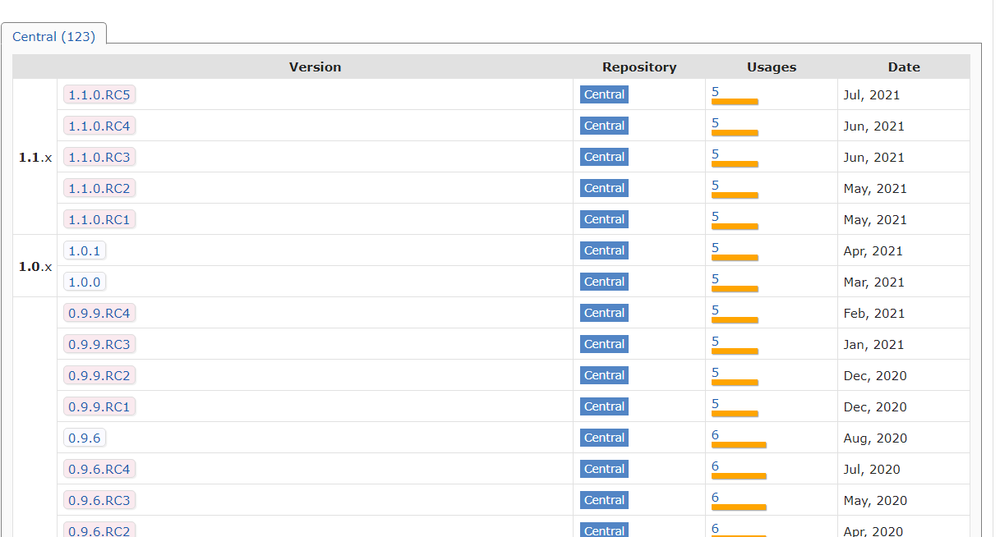 Central (123)
Version Repository Usages Date
1.1.0.RC5 Central 5 Jul, 2021
1.1.0.RC4 Central 5 Jun, 2021
1.1.x 1.1.0.RC3 Central 5 Jun, 2021
1.1.0.RC2 Central 5 May, 2021
1.1.0.RC1 Central 5 May, 2021
1.0.x 1.0.1 Central 5 Apr, 2021
1.0.0 Central 5 Mar, 2021
0.9.9.RC4 Central 5 Feb, 2021
0.9.9.RC3 Central 5 Jan, 2021
0.9.9.RC2 Central 5 Dec, 2020
0.9.9.RC1 Central 5 Dec, 2020
0.9.6 Central 6 Aug, 2020
0.9.6.RC4 Central 6 Jul, 2020
0.9.6.RC3 Central 6 May, 2020
0.9.6.RC2 Central 6 Apr, 2020